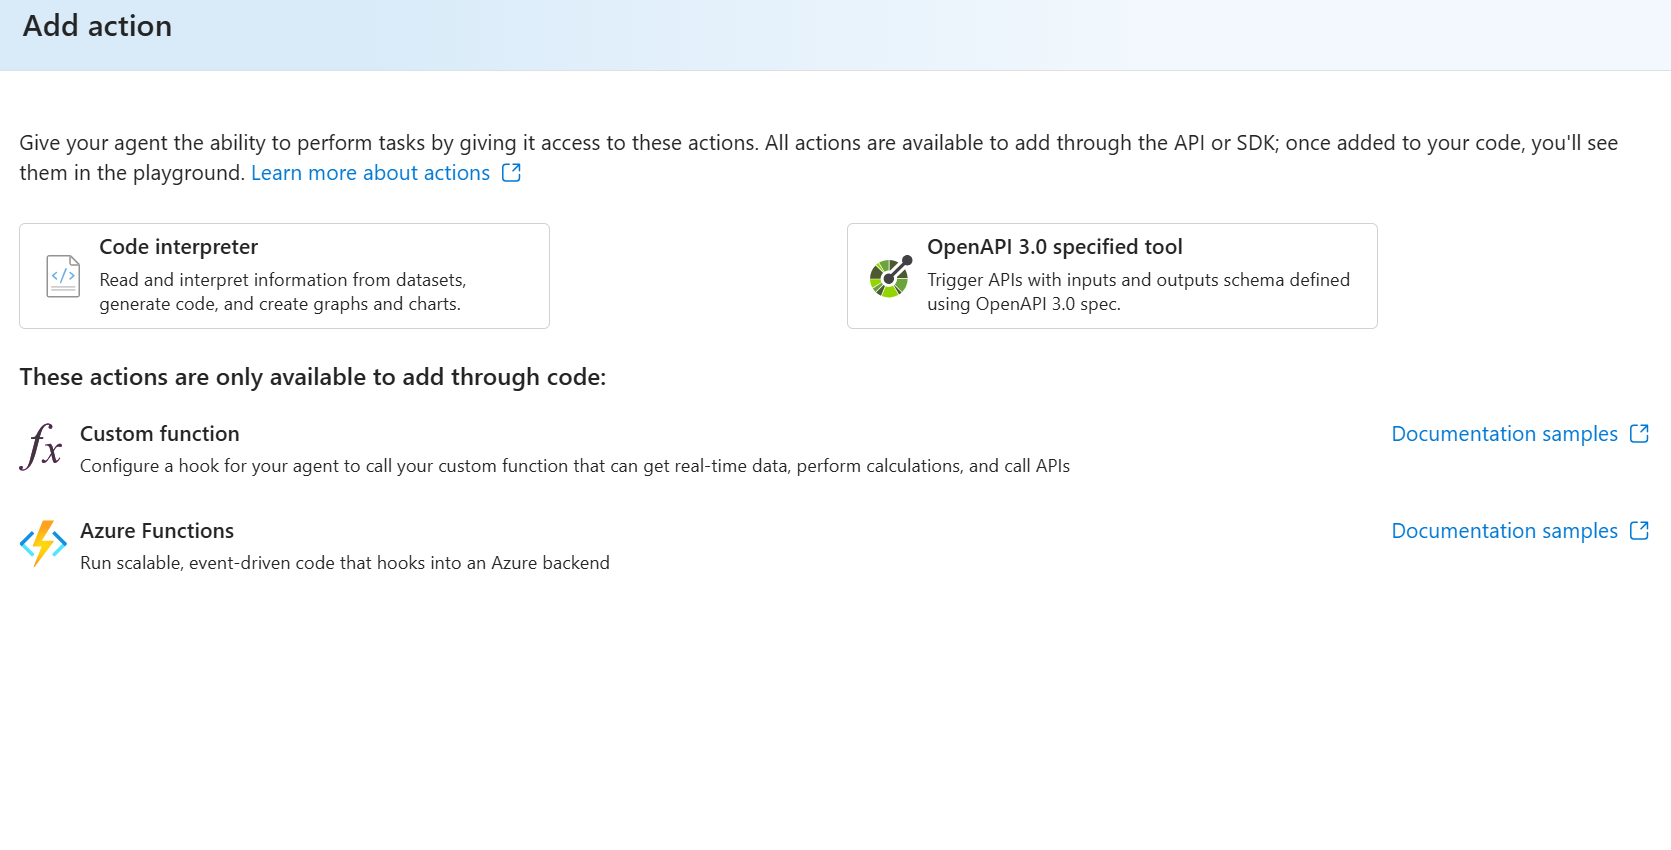 Add action
Give your agent the ability to perform tasks by giving it access to these actions. All actions are available to add through the API or SDK; once added to your code, you'll see
them in the playground. Learn more about actions
Code interpreter
Read and interpret information from datasets,
generate code, and create graphs and charts.
OpenAPI 3.0 specified tool
Trigger APIs with inputs and outputs schema defined
using OpenAPI 3.0 spec.
These actions are only available to add through code:
Custom function
Documentation samples
Configure a hook for your agent to call your custom function that can get real-time data, perform calculations, and call APIs
Azure Functions
Documentation samples
Run scalable, event-driven code that hooks into an Azure backend